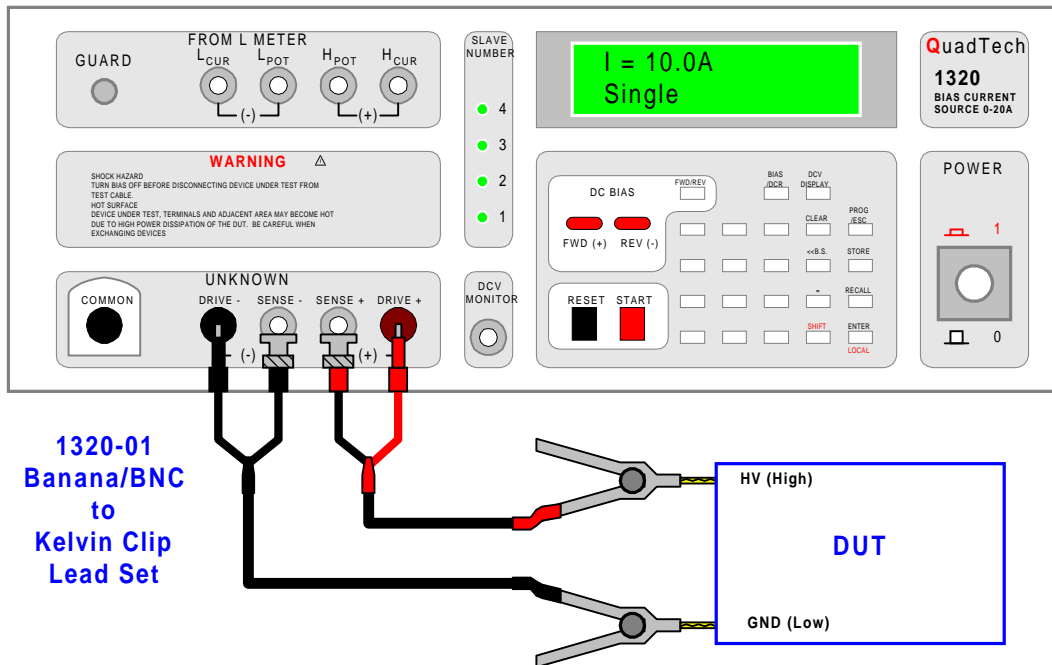 FROM L METER
GUARD
LCUR
LPOT
HPOT
HCUR
(-)
(+)
SLAVE
NUMBER
4
3
2
1
I = 10.0A
Single
QuadTech
1320
BIAS CURRENT
SOURCE 0-20A
WARNING
SHOCK HAZARD
TURN BIAS OFF BEFORE DISCONNECTING DEVICE UNDER TEST FROM
TEST CABLE.
HOT SURFACE
DEVICE UNDER TEST, TERMINALS AND ADJACENT AREA MAY BECOME HOT
DUE TO HIGH POWER DISSIPATION OF THE DUT. BE CAREFUL WHEN
EXCHANGING DEVICES
DC BIAS
FWD (+)
REV (-)
FWD/REV
BIAS
/DCR
DCV
DISPLAY
CLEAR
PROG
/ESC
<<B.S.
STORE
=
RECALL
SHIFT
ENTER
LOCAL
RESET
START
POWER
1
0
UNKNOWN
COMMON
DRIVE -
SENSE -
SENSE +
DRIVE +
(-)
(+)
DCV
MONITOR
1320-01
Banana/BNC
to
Kelvin Clip
Lead Set
HV (High)
DUT
GND (Low)